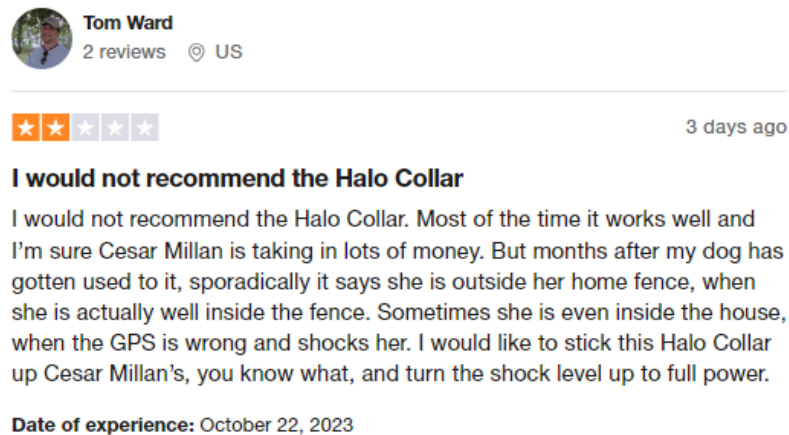 Tom Ward
2 reviews US
3 days ago
I would not recommend the Halo Collar
I would not recommend the Halo Collar. Most of the time it works well and
I'm sure Cesar Millan is taking in lots of money. But months after my dog has
gotten used to it, sporadically it says she is outside her home fence, when
she is actually well inside the fence. Sometimes she is even inside the house,
when the GPS is wrong and shocks her. I would like to stick this Halo Collar
up Cesar Millan's, you know what, and turn the shock level up to full power.
Date of experience: October 22, 2023